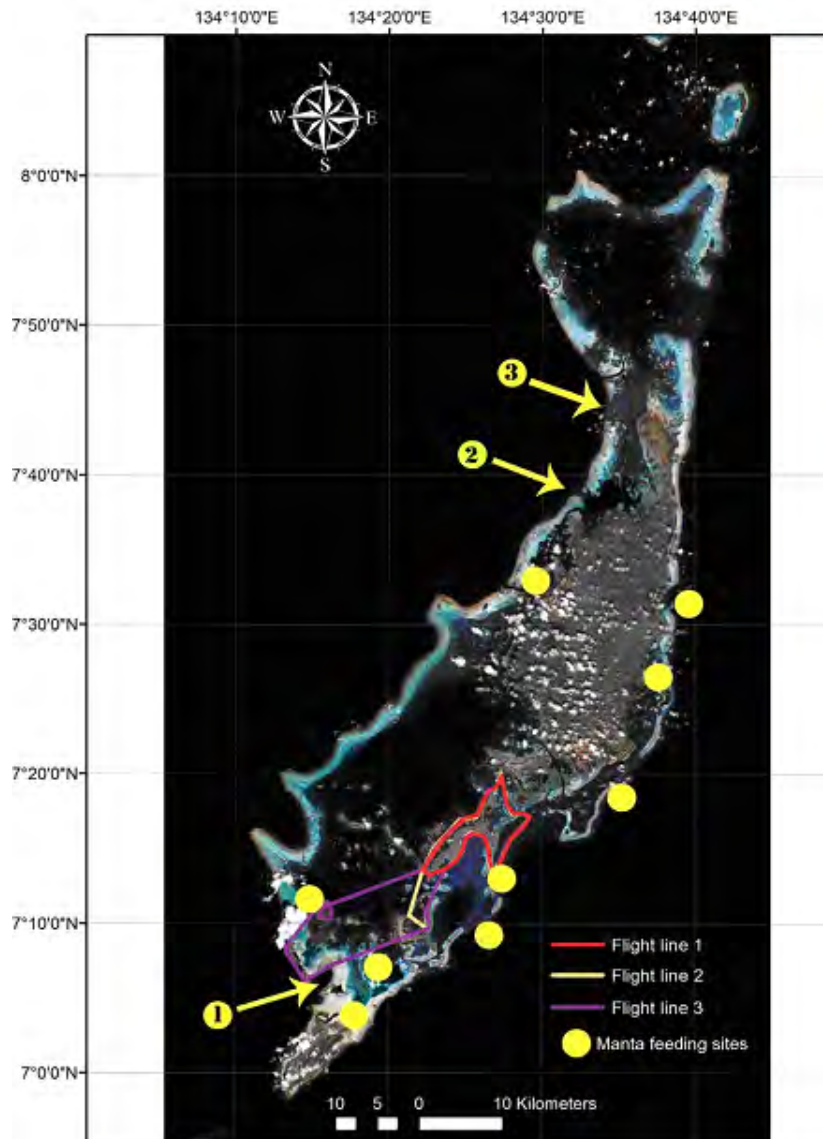 134°10'0"E 134°20'0"E 134°30'0"E 134°40'0"E
N
W E
S
8°0'0"N
7°50'0"N
3
2
7°40'0"N
7°30'0"N
7°20'0"N
7°10'0"N
Flight line 1
Flight line 2
Flight line 3
1
Manta feeding sites
7°0'0"N
10 5 0 10 Kilometers